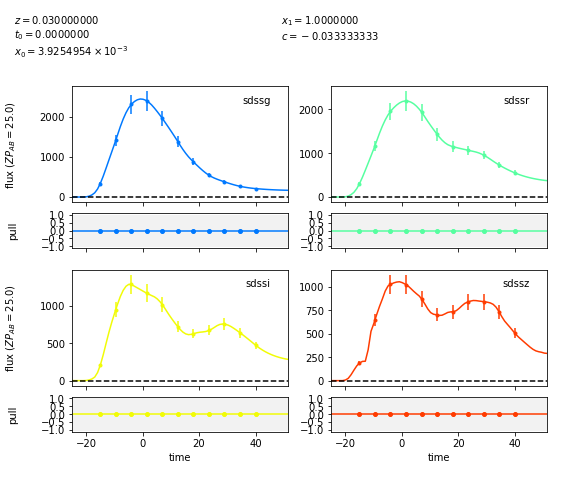 z = 0.030000000
t0 = 0.0000000
x0 = 3.9254954 × 10⁻³
x1 = 1.0000000
c = −0.033333333
flux (ZP_AB = 25.0)
2000
1000
0
sdssg
2000
1000
0
sdssr
pull
1.0
0.5
0.0
−0.5
−1.0
1.0
0.5
0.0
−0.5
−1.0
flux (ZP_AB = 25.0)
1000
500
0
sdssi
1000
750
500
250
0
sdssz
pull
1.0
0.5
0.0
−0.5
−1.0
−20 0 20 40
time
1.0
0.5
0.0
−0.5
−1.0
−20 0 20 40
time